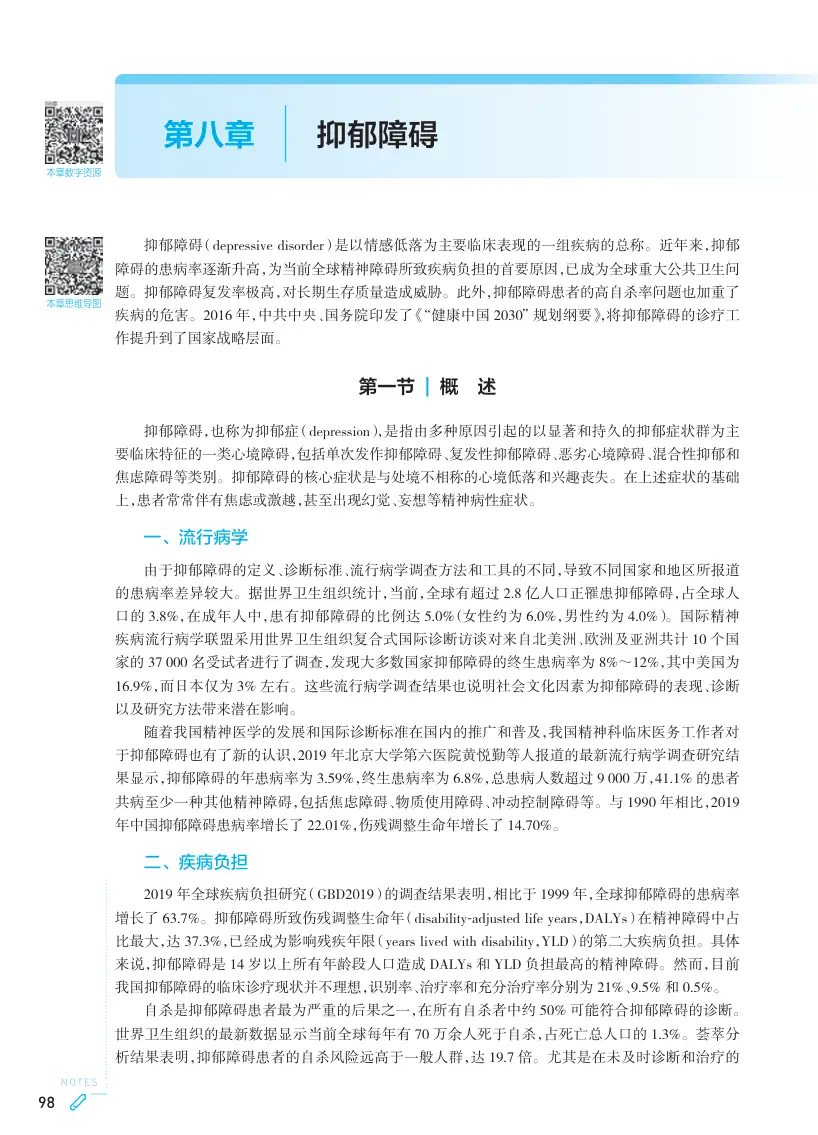 第八章 抑郁障碍
本章数字资源
本章思维导图
抑郁障碍（depressive disorder）是以情感低落为主要临床表现的一组疾病的总称。近年来，抑郁
障碍的患病率逐渐升高，为当前全球精神障碍所致疾病负担的首要原因，已成为全球重大公共卫生问
题。抑郁障碍复发率极高，对长期生存质量造成威胁。此外，抑郁障碍患者的高自杀率问题也加重了
疾病的危害。2016 年，中共中央、国务院印发了《“健康中国 2030”规划纲要》，将抑郁障碍的诊疗工
作提升到了国家战略层面。
第一节 | 概 述
抑郁障碍，也称为抑郁症（depression），是指由多种原因引起的以显著和持久的抑郁症状群为主
要临床特征的一类心境障碍，包括单次发作抑郁障碍、复发性抑郁障碍、恶劣心境障碍、混合性抑郁和
焦虑障碍等类别。抑郁障碍的核心症状是与处境不相称的心境低落和兴趣丧失。在上述症状的基础
上，患者常常伴有焦虑或激越，甚至出现幻觉、妄想等精神病性症状。
一、流行病学
由于抑郁障碍的定义、诊断标准、流行病学调查方法和工具的不同，导致不同国家和地区所报道
的患病率差异较大。据世界卫生组织统计，当前，全球有超过 2.8 亿人口正罹患抑郁障碍，占全球人
口的 3.8%，在成年人中，患有抑郁障碍的比例达 5.0%（女性约为 6.0%，男性约为 4.0%）。国际精神
疾病流行病学联盟采用世界卫生组织复合式国际诊断访谈对来自北美洲、欧洲及亚洲共计 10 个国
家的 37 000 名受试者进行了调查，发现大多数国家抑郁障碍的终生患病率为 8%～12%，其中美国为
16.9%，而日本仅为 3% 左右。这些流行病学调查结果也说明社会文化因素为抑郁障碍的表现、诊断
以及研究方法带来潜在影响。
随着我国精神医学的发展和国际诊断标准在国内的推广和普及，我国精神科临床医务工作者对
于抑郁障碍也有了新的认识，2019 年北京大学第六医院黄悦勤等人报道的最新流行病学调查研究结
果显示，抑郁障碍的年患病率为 3.59%，终生患病率为 6.8%，总患病人数超过 9 000 万，41.1% 的患者
共病至少一种其他精神障碍，包括焦虑障碍、物质使用障碍、冲动控制障碍等。与 1990 年相比，2019
年中国抑郁障碍患病率增长了 22.01%，伤残调整生命年增长了 14.70%。
二、疾病负担
2019 年全球疾病负担研究（GBD2019）的调查结果表明，相比于 1999 年，全球抑郁障碍的患病率
增长了 63.7%。抑郁障碍所致伤残调整生命年（disability-adjusted life years，DALYs）在精神障碍中占
比最大，达 37.3%，已经成为影响残疾年限（years lived with disability，YLD）的第二大疾病负担。具体
来说，抑郁障碍是 14 岁以上所有年龄段人口造成 DALYs 和 YLD 负担最高的精神障碍。然而，目前
我国抑郁障碍的临床诊疗现状并不理想，识别率、治疗率和充分治疗率分别为 21%、9.5% 和 0.5%。
自杀是抑郁障碍患者最为严重的后果之一，在所有自杀者中约 50% 可能符合抑郁障碍的诊断。
世界卫生组织的最新数据显示当前全球每年有 70 万余人死于自杀，占死亡总人口的 1.3%。荟萃分
析结果表明，抑郁障碍患者的自杀风险远高于一般人群，达 19.7 倍。尤其是在未及时诊断和治疗的
NOTES
98